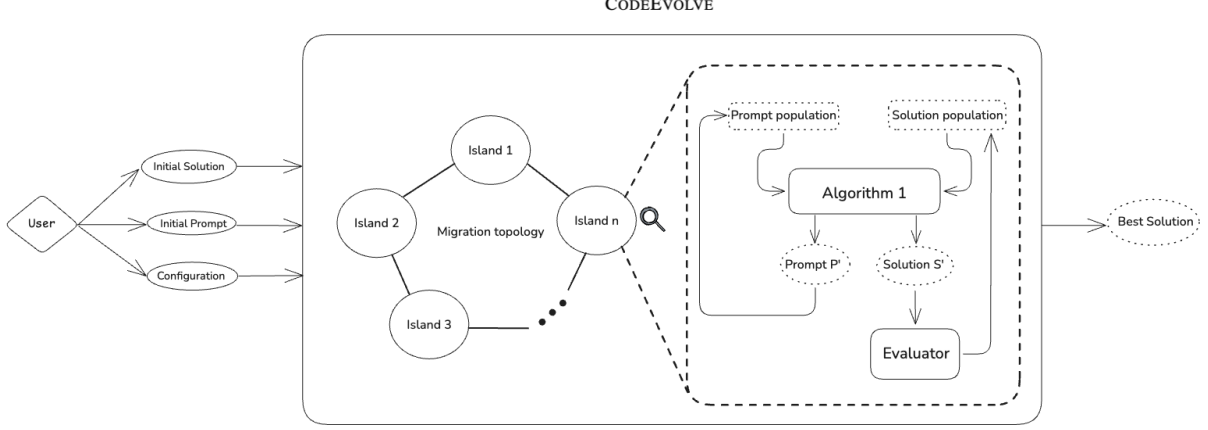 CODEEVOLVE
User
Initial Solution
Initial Prompt
Configuration
Island 1
Island 2
Island 3
Island n
Migration topology
Prompt population
Solution population
Algorithm 1
Prompt P'
Solution S'
Evaluator
Best Solution